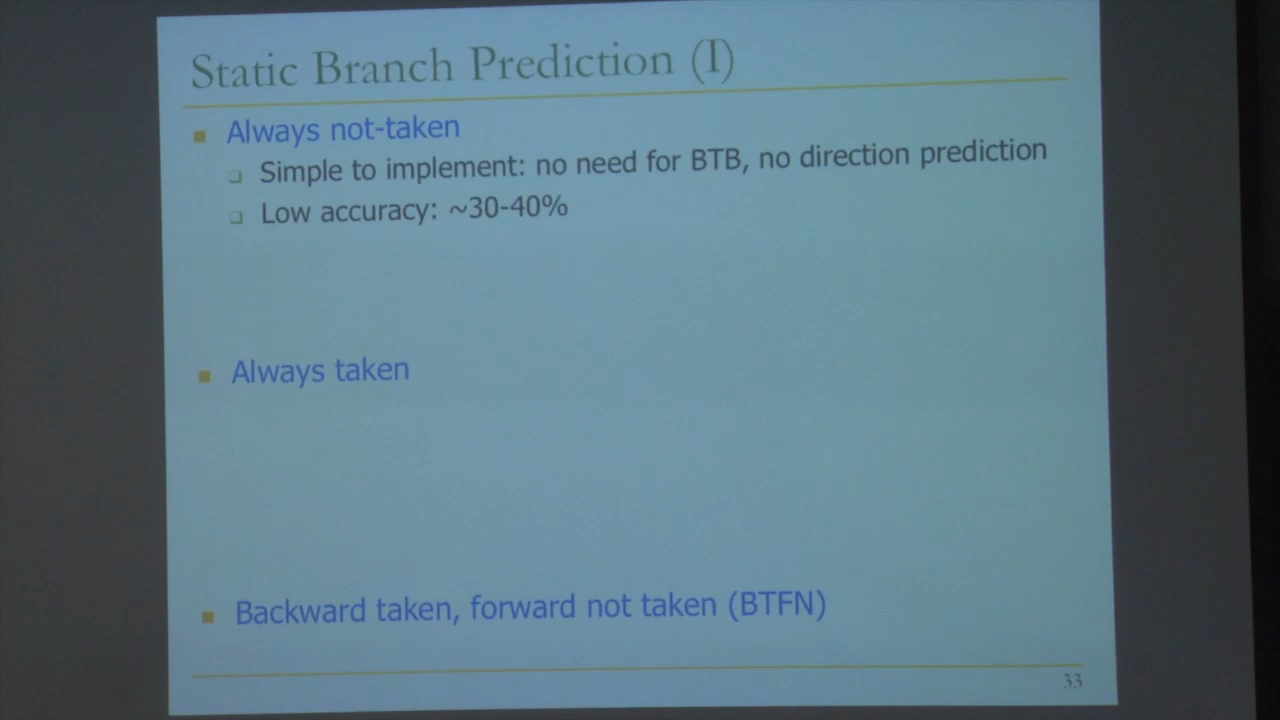 Static Branch Prediction (I)
Always not-taken
Simple to implement: no need for BTB, no direction prediction
Low accuracy: ~30-40%
Always taken
Backward taken, forward not taken (BTFN)
33